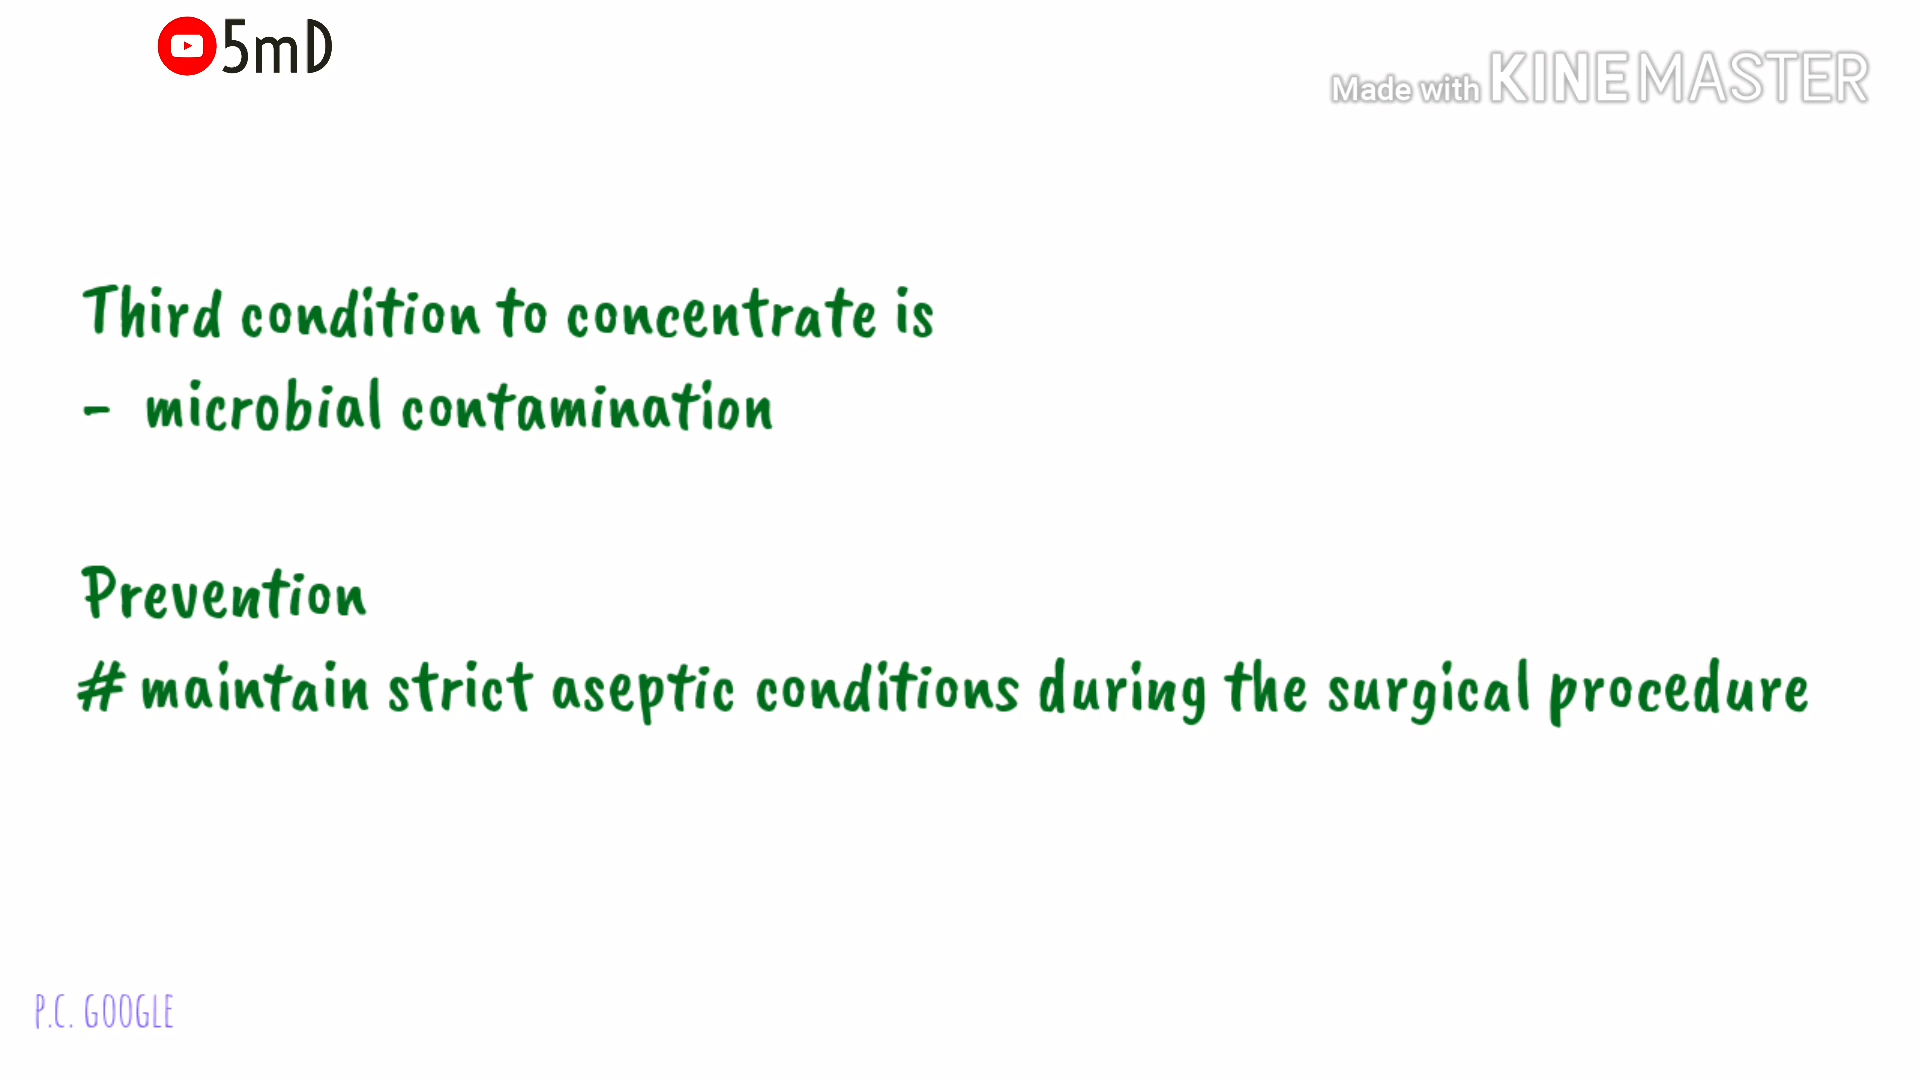 5mD
Made with KINEMASTER
Third condition to concentrate is
- microbial contamination
Prevention
# maintain strict aseptic conditions during the surgical procedure
P.C. GOOGLE